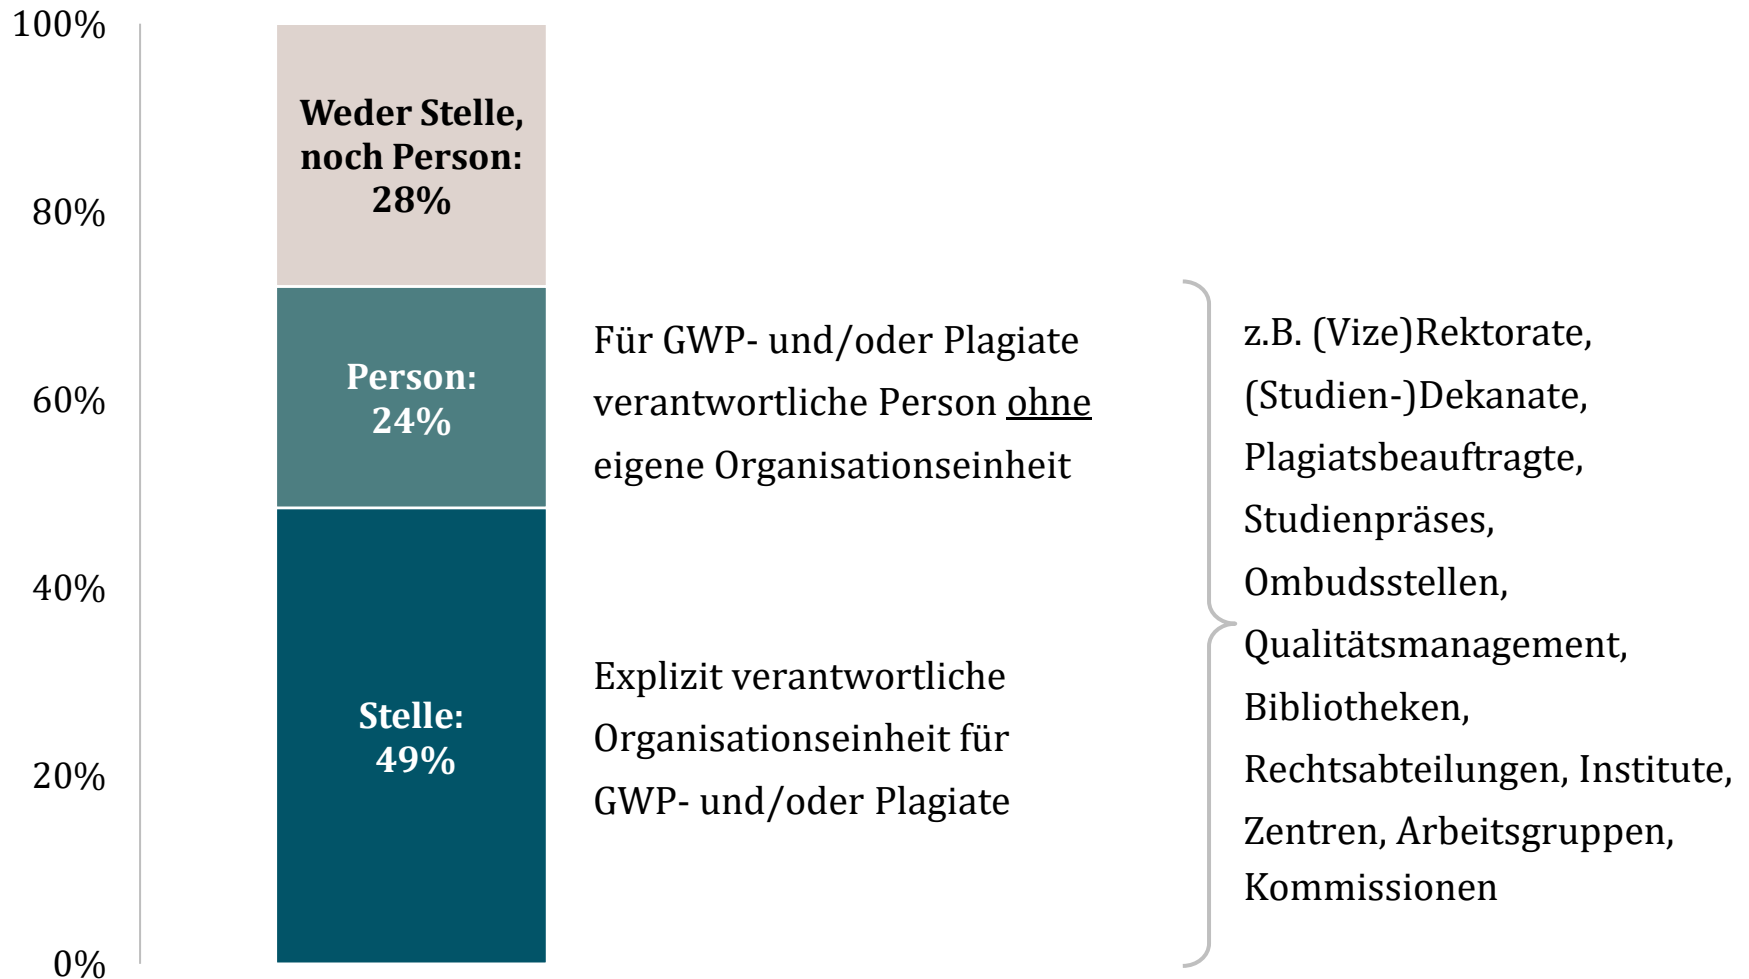 100%
80%
60%
40%
20%
0%
Weder Stelle,
noch Person:
28%
Person:
24%
Stelle:
49%
Für GWP- und/oder Plagiate
verantwortliche Person ohne
eigene Organisationseinheit
Explizit verantwortliche
Organisationseinheit für
GWP- und/oder Plagiate
z.B. (Vize)Rektorate,
(Studien-)Dekanate,
Plagiatsbeauftragte,
Studienpräses,
Ombudsstellen,
Qualitätsmanagement,
Bibliotheken,
Rechtsabteilungen, Institute,
Zentren, Arbeitsgruppen,
Kommissionen